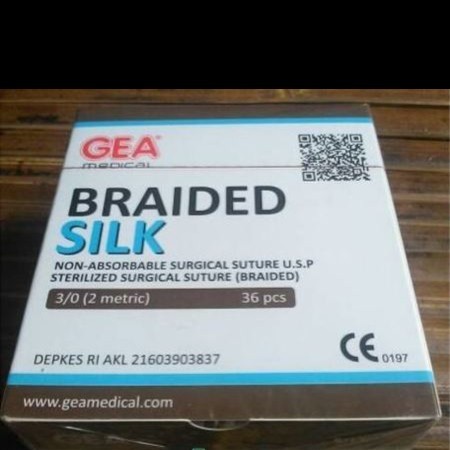 GEA®
medical
BRAIDED
SILK
NON-ABSORBABLE SURGICAL SUTURE U.S.P
STERILIZED SURGICAL SUTURE (BRAIDED)
3/0 (2 metric) 36 pcs
DEPKES RI AKL 21603903837
CE 0197
www.geamedical.com